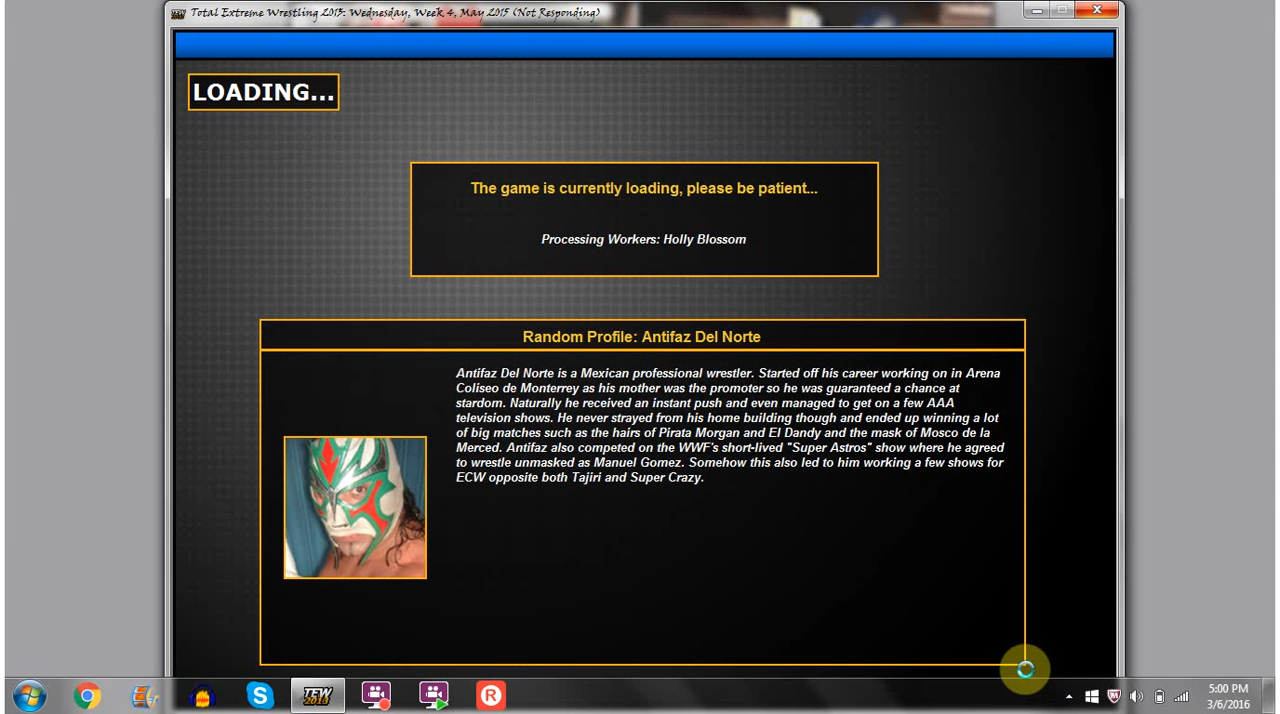 Total Extreme Wrestling 2013: Wednesday, Week 4, May 2015 (Not Responding)
LOADING...
The game is currently loading, please be patient...
Processing Workers: Holly Blossom
Random Profile: Antifaz Del Norte
Antifaz Del Norte is a Mexican professional wrestler. Started off his career working on in Arena
Coliseo de Monterrey as his mother was the promoter so he was guaranteed a chance at
stardom. Naturally he received an instant push and even managed to get on a few AAA
television shows. He never strayed from his home building though and ended up winning a lot
of big matches such as the hairs of Pirata Morgan and El Dandy and the mask of Mosco de la
Merced. Antifaz also competed on the WWF's short-lived "Super Astros" show where he agreed
to wrestle unmasked as Manuel Gomez. Somehow this also led to him working a few shows for
ECW opposite both Tajiri and Super Crazy.
TEW
2013
5:00 PM
3/6/2016